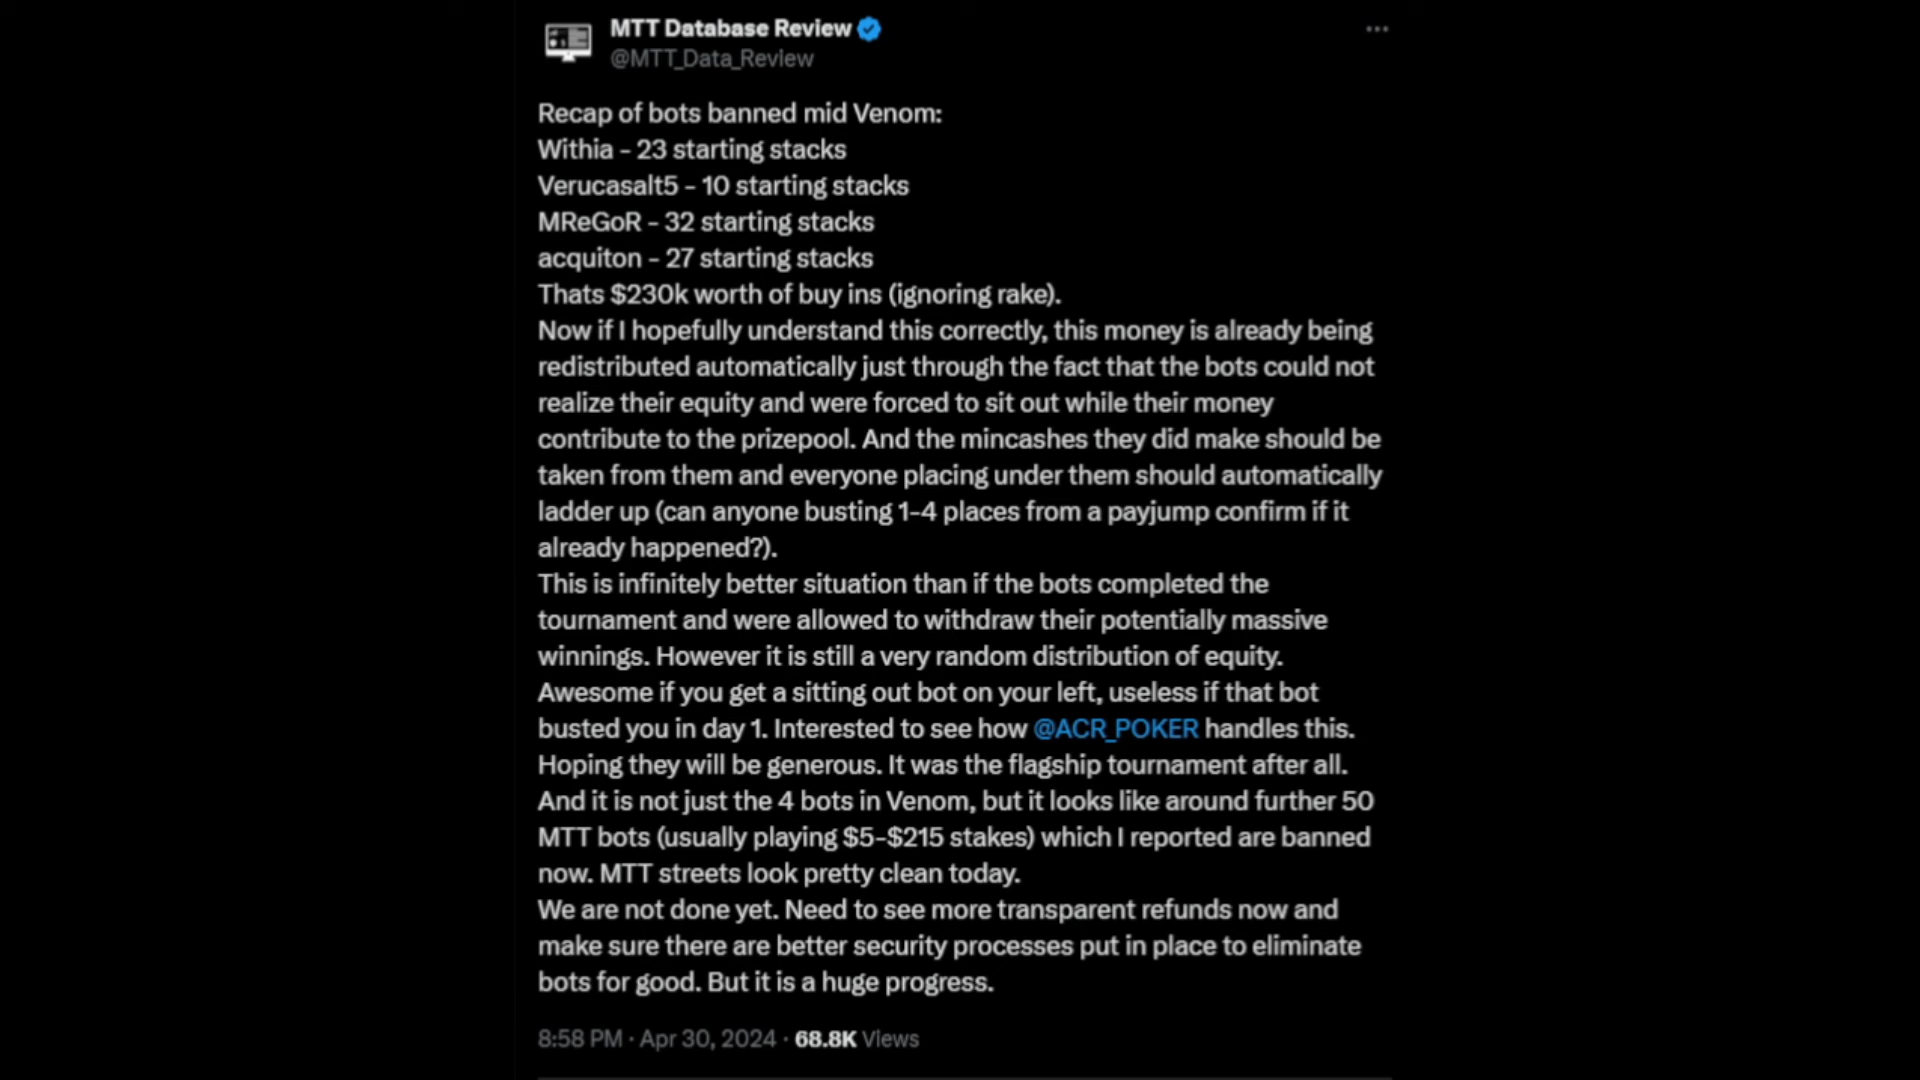 MTT Database Review
@MTT_Data_Review
Recap of bots banned mid Venom:
Withia - 23 starting stacks
Verucasalt5 - 10 starting stacks
MReGoR - 32 starting stacks
acquiton - 27 starting stacks
Thats $230k worth of buy ins (ignoring rake).
Now if I hopefully understand this correctly, this money is already being
redistributed automatically just through the fact that the bots could not
realize their equity and were forced to sit out while their money
contribute to the prizepool. And the mincashes they did make should be
taken from them and everyone placing under them should automatically
ladder up (can anyone busting 1-4 places from a payjump confirm if it
already happened?).
This is infinitely better situation than if the bots completed the
tournament and were allowed to withdraw their potentially massive
winnings. However it is still a very random distribution of equity.
Awesome if you get a sitting out bot on your left, useless if that bot
busted you in day 1. Interested to see how @ACR_POKER handles this.
Hoping they will be generous. It was the flagship tournament after all.
And it is not just the 4 bots in Venom, but it looks like around further 50
MTT bots (usually playing $5-$215 stakes) which I reported are banned
now. MTT streets look pretty clean today.
We are not done yet. Need to see more transparent refunds now and
make sure there are better security processes put in place to eliminate
bots for good. But it is a huge progress.
8:58 PM · Apr 30, 2024 · 68.8K Views